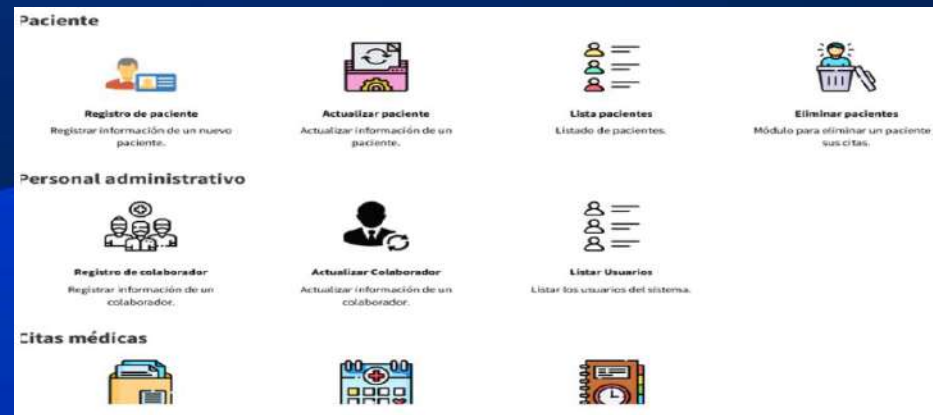 Paciente
Registro de paciente
Registrar información de un nuevo
paciente.
Actualizar paciente
Actualizar información de un
paciente.
Lista pacientes
Listado de pacientes.
Eliminar pacientes
Módulo para eliminar un paciente
sus citas.
Personal administrativo
Registro de colaborador
Registrar información de un
colaborador.
Actualizar Colaborador
Actualizar información de un
colaborador.
Listar Usuarios
Listar los usuarios del sistema.
Citas médicas